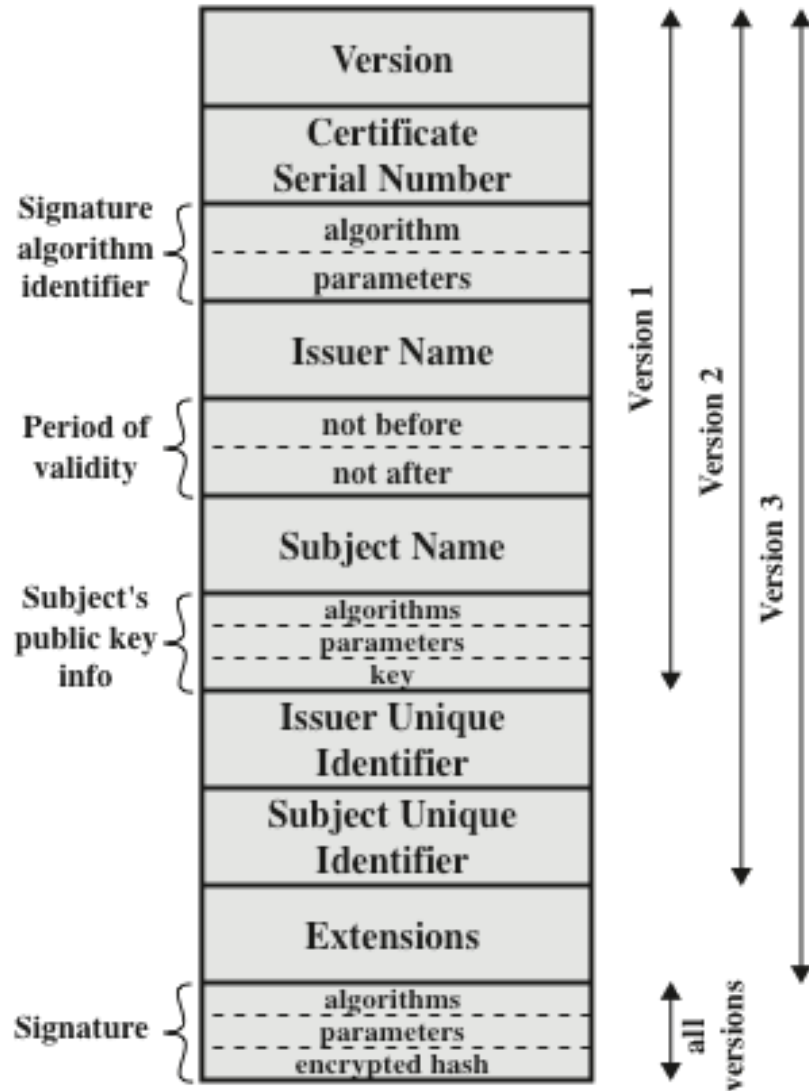 Version
Certificate
Serial Number
Signature
algorithm
identifier
algorithm
parameters
Issuer Name
Period of
validity
not before
not after
Subject Name
Subject's
public key
info
algorithms
parameters
key
Issuer Unique
Identifier
Subject Unique
Identifier
Extensions
Signature
algorithms
parameters
encrypted hash
Version 1
Version 2
Version 3
all
versions